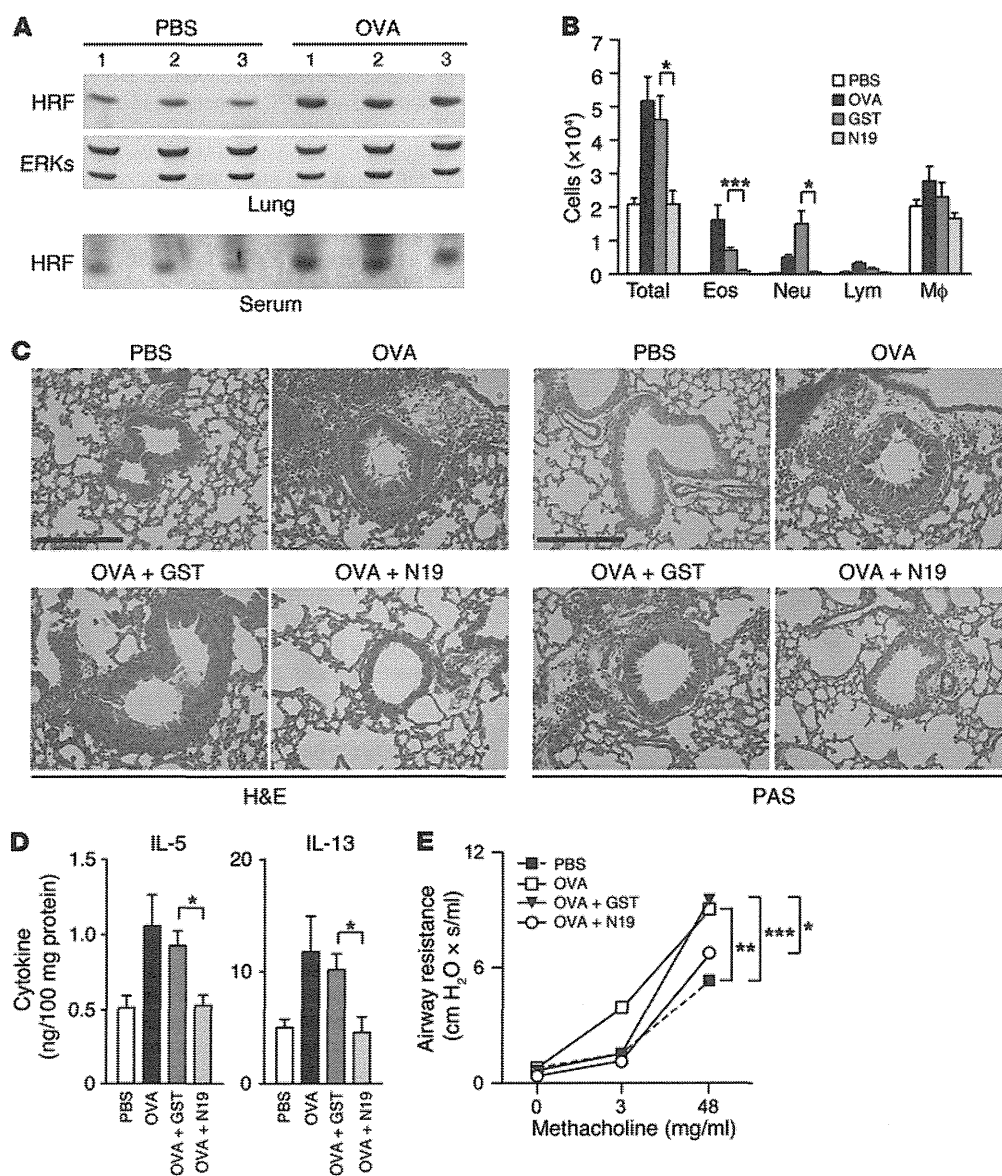 A
PBS OVA
1 2 3 1 2 3
HRF
ERKs
Lung
HRF
Serum
B
Cells (×10⁴)
7
6
5
4
3
2
1
0
PBS
OVA
GST
N19
*
***
*
Total Eos Neu Lym Mϕ
C
PBS OVA PBS OVA
OVA + GST OVA + N19 OVA + GST OVA + N19
H&E PAS
D
IL-5 IL-13
Cytokine
(ng/100 mg protein)
1.5
1.0
0.5
0
*
PBS
OVA
OVA + GST
OVA + N19
20
10
0
*
PBS
OVA
OVA + GST
OVA + N19
E
Airway resistance
(cm H₂O × s/ml)
12
6
0
PBS
OVA
OVA + GST
OVA + N19
** *** *
0 3 48
Methacholine (mg/ml)